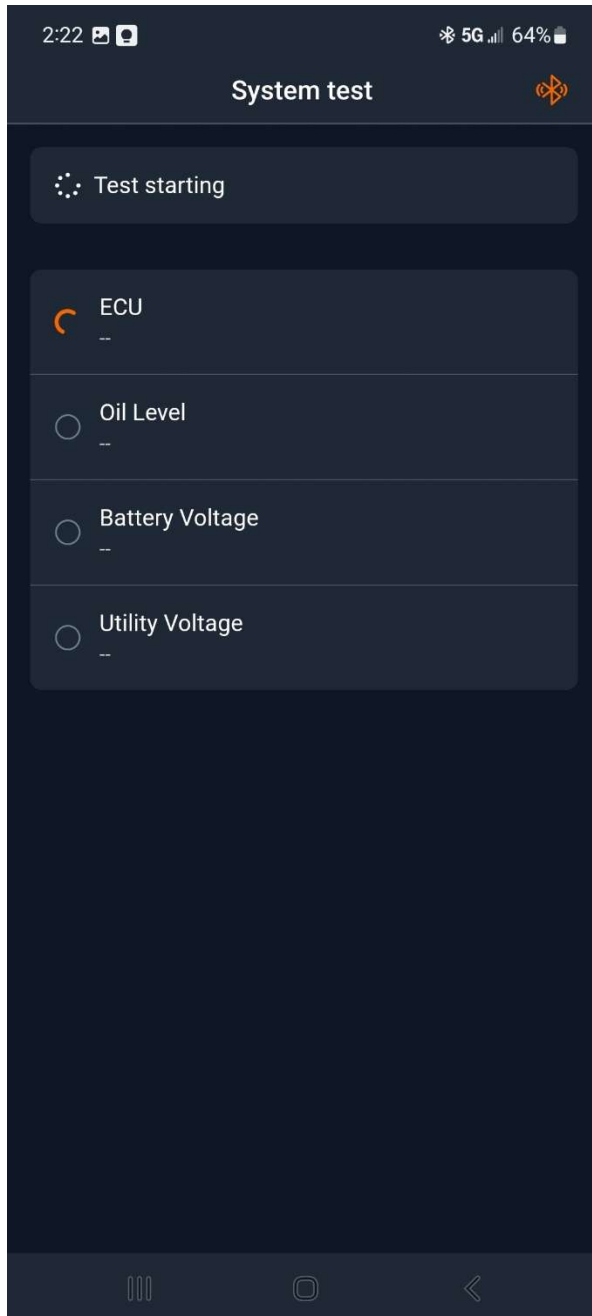 2:22 5G 64%
System test
Test starting
ECU
--
Oil Level
--
Battery Voltage
--
Utility Voltage
--